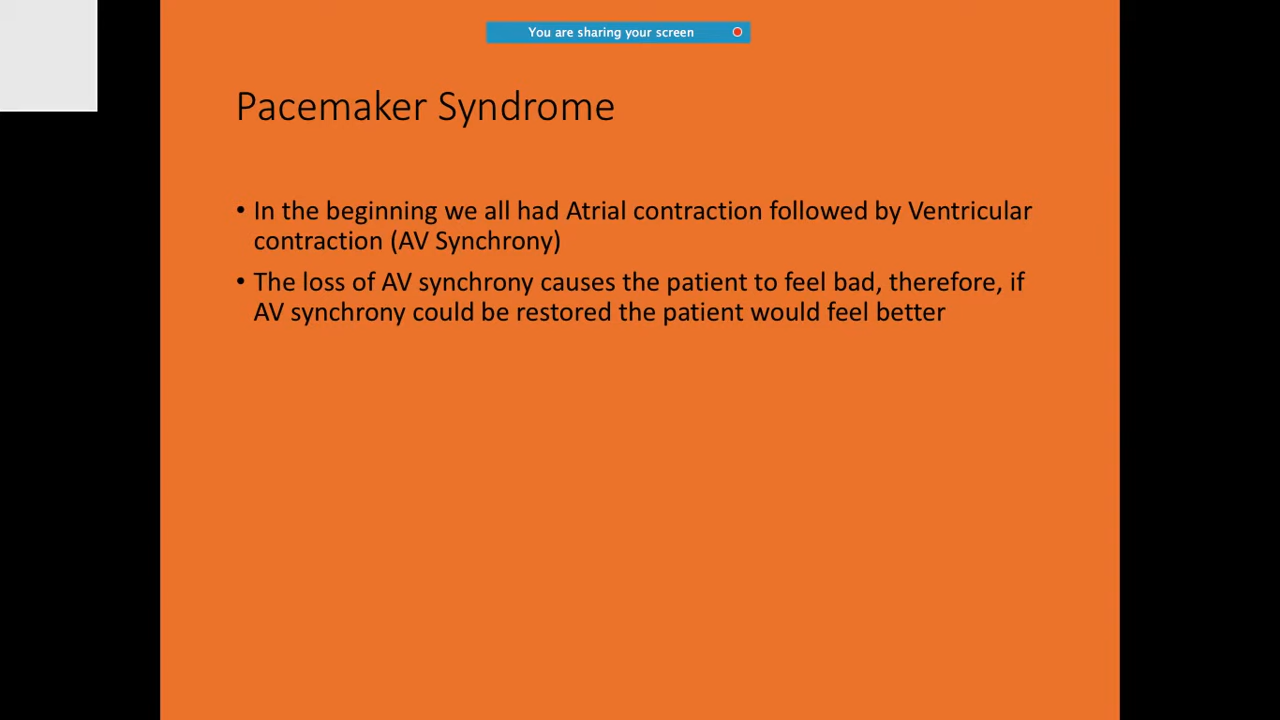 You are sharing your screen
Pacemaker Syndrome
• In the beginning we all had Atrial contraction followed by Ventricular
contraction (AV Synchrony)
• The loss of AV synchrony causes the patient to feel bad, therefore, if
AV synchrony could be restored the patient would feel better